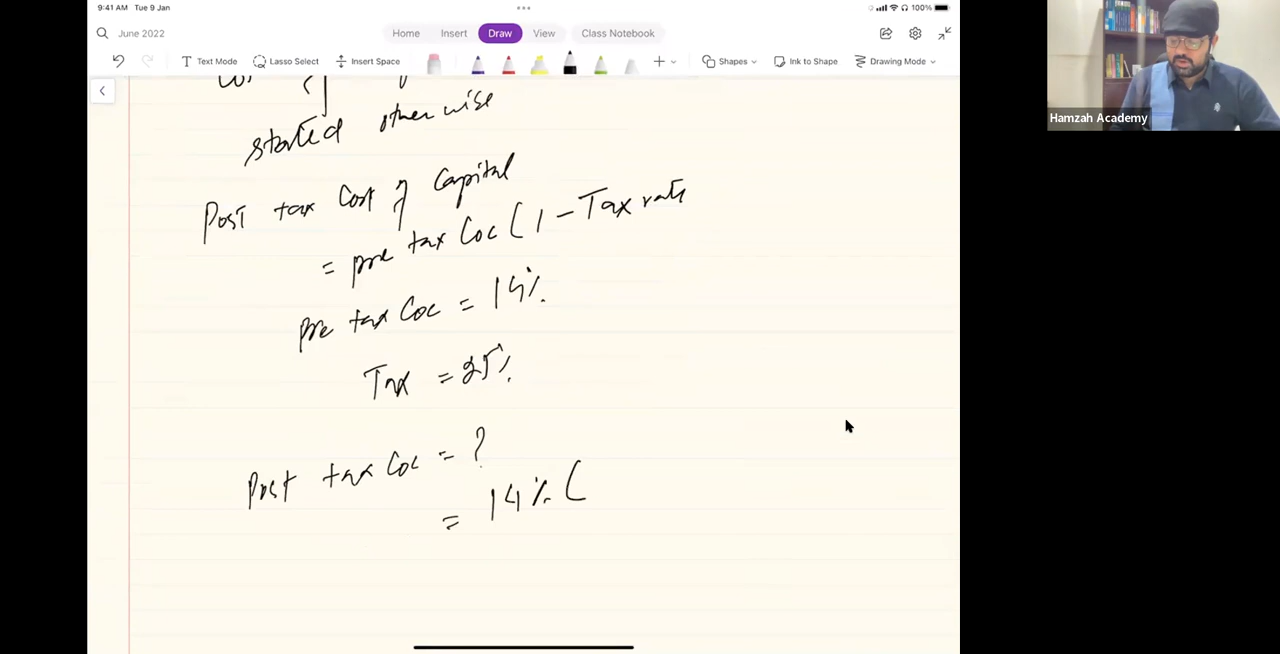 9:41 AM Tue 9 Jan
100%
June 2022
Home Insert Draw View Class Notebook
Text Mode Lasso Select Insert Space Shapes Ink to Shape Drawing Mode
Hamzah Academy
stated otherwise
Post tax Cost of Capital
= pre tax Coc ( 1 - Tax rate
pre tax Coc = 14%
Tax = 25%
Post tax Coc = ?
= 14% (